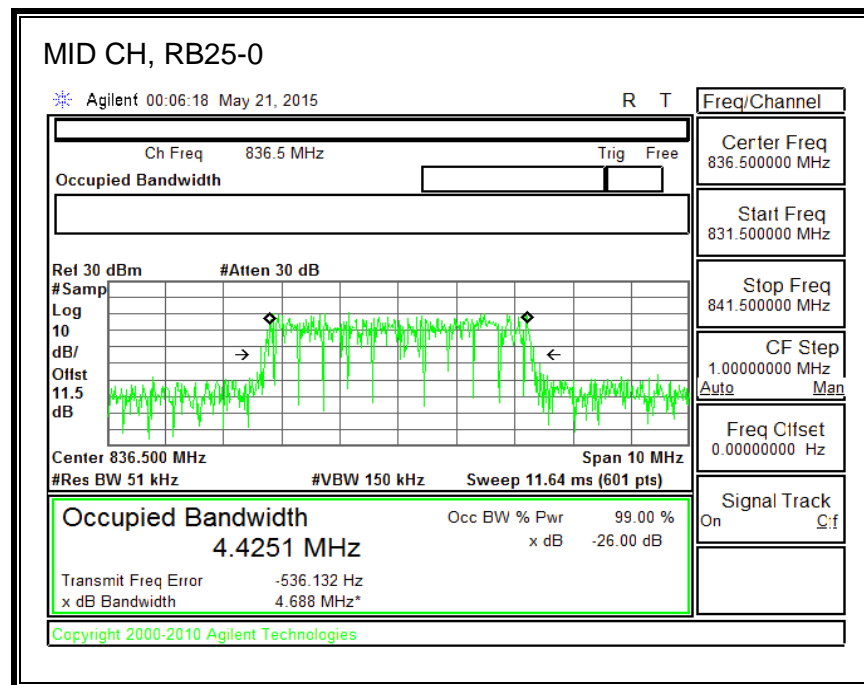 MID CH, RB25-0
Agilent 00:06:18 May 21, 2015 R T
Freq/Channel
Ch Freq 836.5 MHz Trig Free
Occupied Bandwidth
Center Freq
836.500000 MHz
Start Freq
831.500000 MHz
Stop Freq
841.500000 MHz
CF Step
1.00000000 MHz
Auto Man
Freq Offset
0.00000000 Hz
Signal Track
On Off
Ref 30 dBm #Atten 30 dB
#Samp
Log
10
dB/
Offst
11.5
dB
Center 836.500 MHz Span 10 MHz
#Res BW 51 kHz #VBW 150 kHz Sweep 11.64 ms (601 pts)
Occupied Bandwidth Occ BW % Pwr 99.00 %
4.4251 MHz x dB -26.00 dB
Transmit Freq Error -536.132 Hz
x dB Bandwidth 4.688 MHz*
Copyright 2000-2010 Agilent Technologies